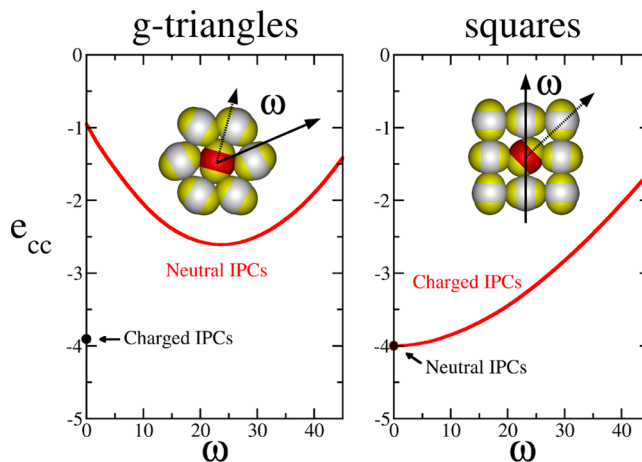 g-triangles
squares
0
-1
-2
-3
-4
-5
e_cc
0
10
20
30
40
ω
ω
Neutral IPCs
Charged IPCs
0
-1
-2
-3
-4
-5
0
10
20
30
40
ω
ω
Charged IPCs
Neutral IPCs